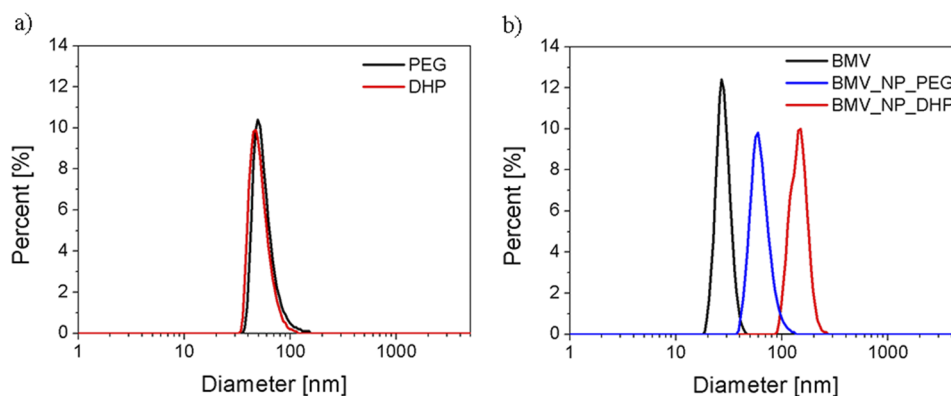 a)
14
12
10
8
6
4
2
0
Percent [%]
PEG
DHP
1
10
100
1000
Diameter [nm]
b)
14
12
10
8
6
4
2
0
Percent [%]
BMV
BMV_NP_PEG
BMV_NP_DHP
1
10
100
1000
Diameter [nm]